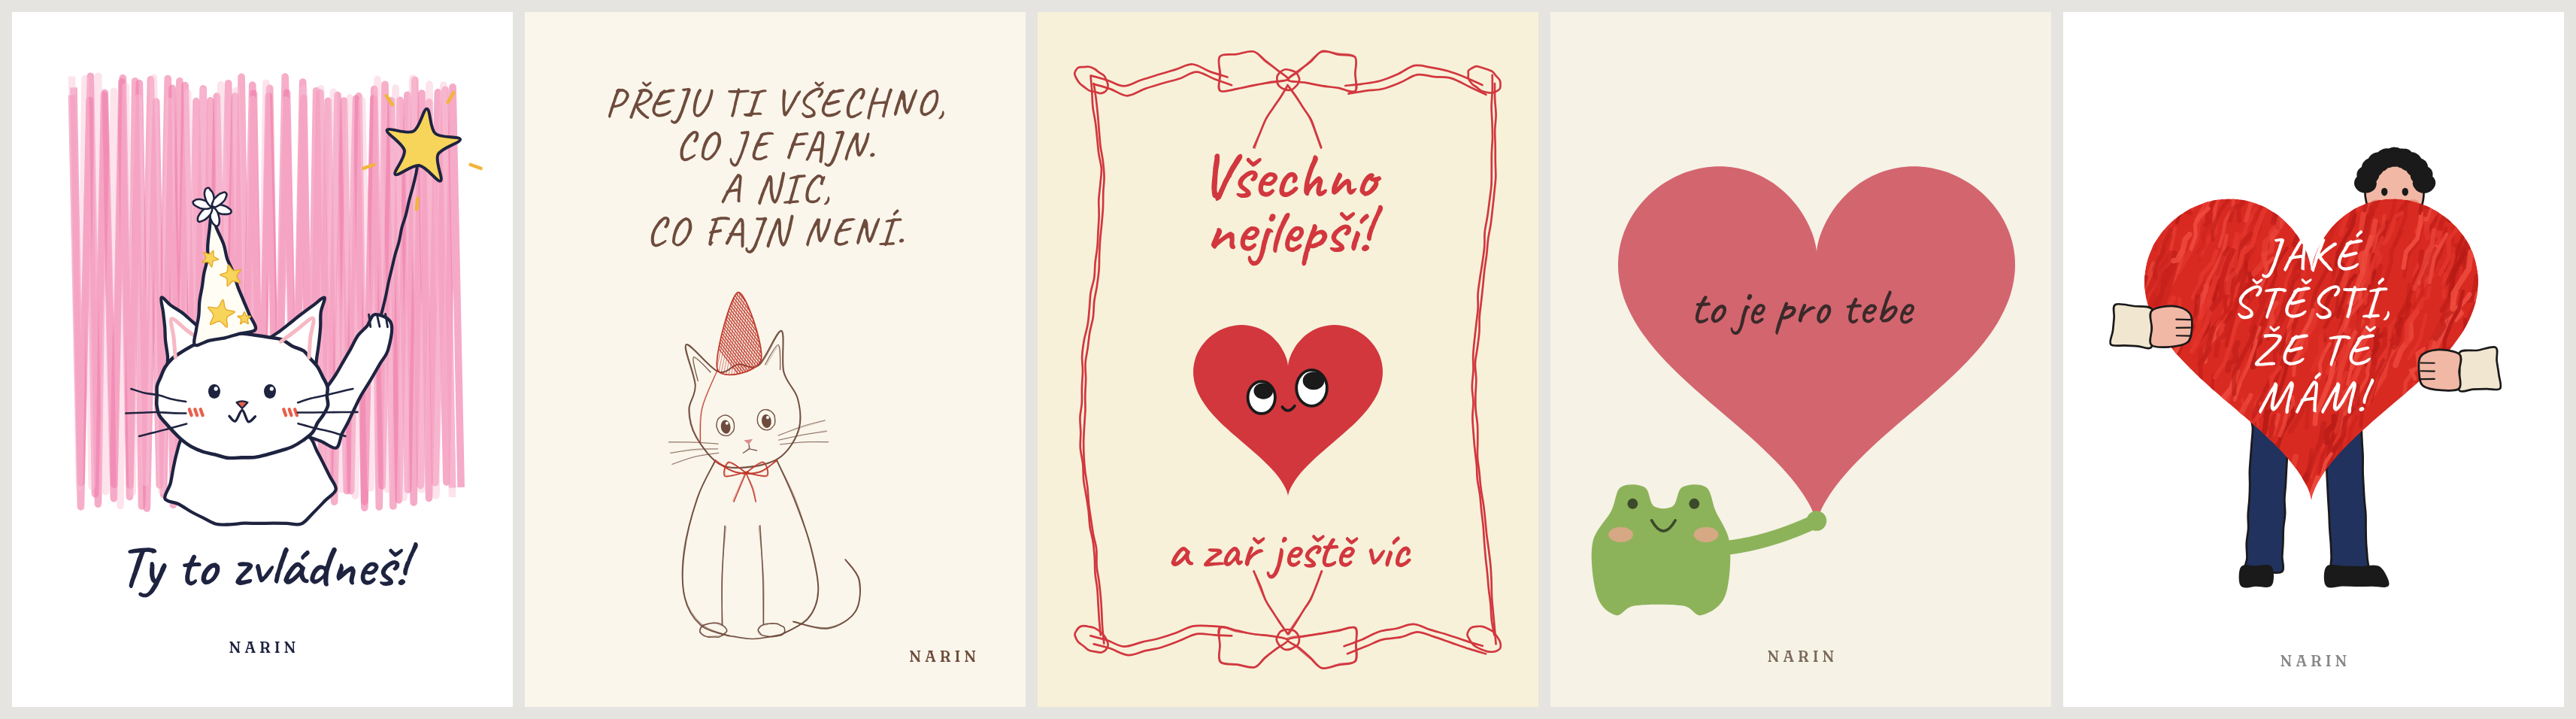 Ty to zvládneš!
NARIN
PŘEJU TI VŠECHNO,
CO JE FAJN.
A NIC,
CO FAJN NENÍ.
NARIN
Všechno
nejlepší!
a zař ještě víc
to je pro tebe
NARIN
JAKÉ
ŠTĚSTÍ,
ŽE TĚ
MÁM!
NARIN